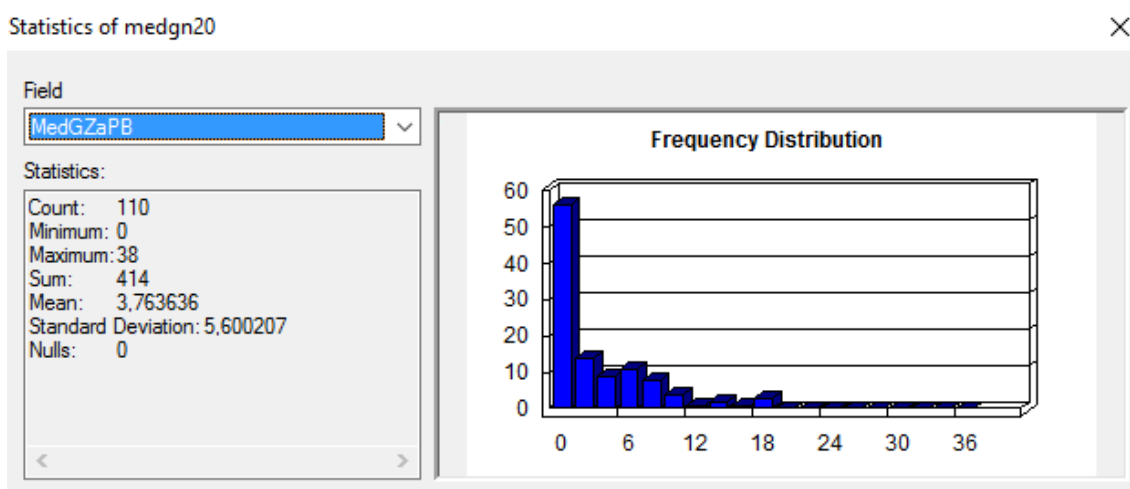 Statistics of medgn20
Field
MedGZaPB
Statistics:
Count: 110
Minimum: 0
Maximum: 38
Sum: 414
Mean: 3,763636
Standard Deviation: 5,600207
Nulls: 0
Frequency Distribution
60
50
40
30
20
10
0
0 6 12 18 24 30 36